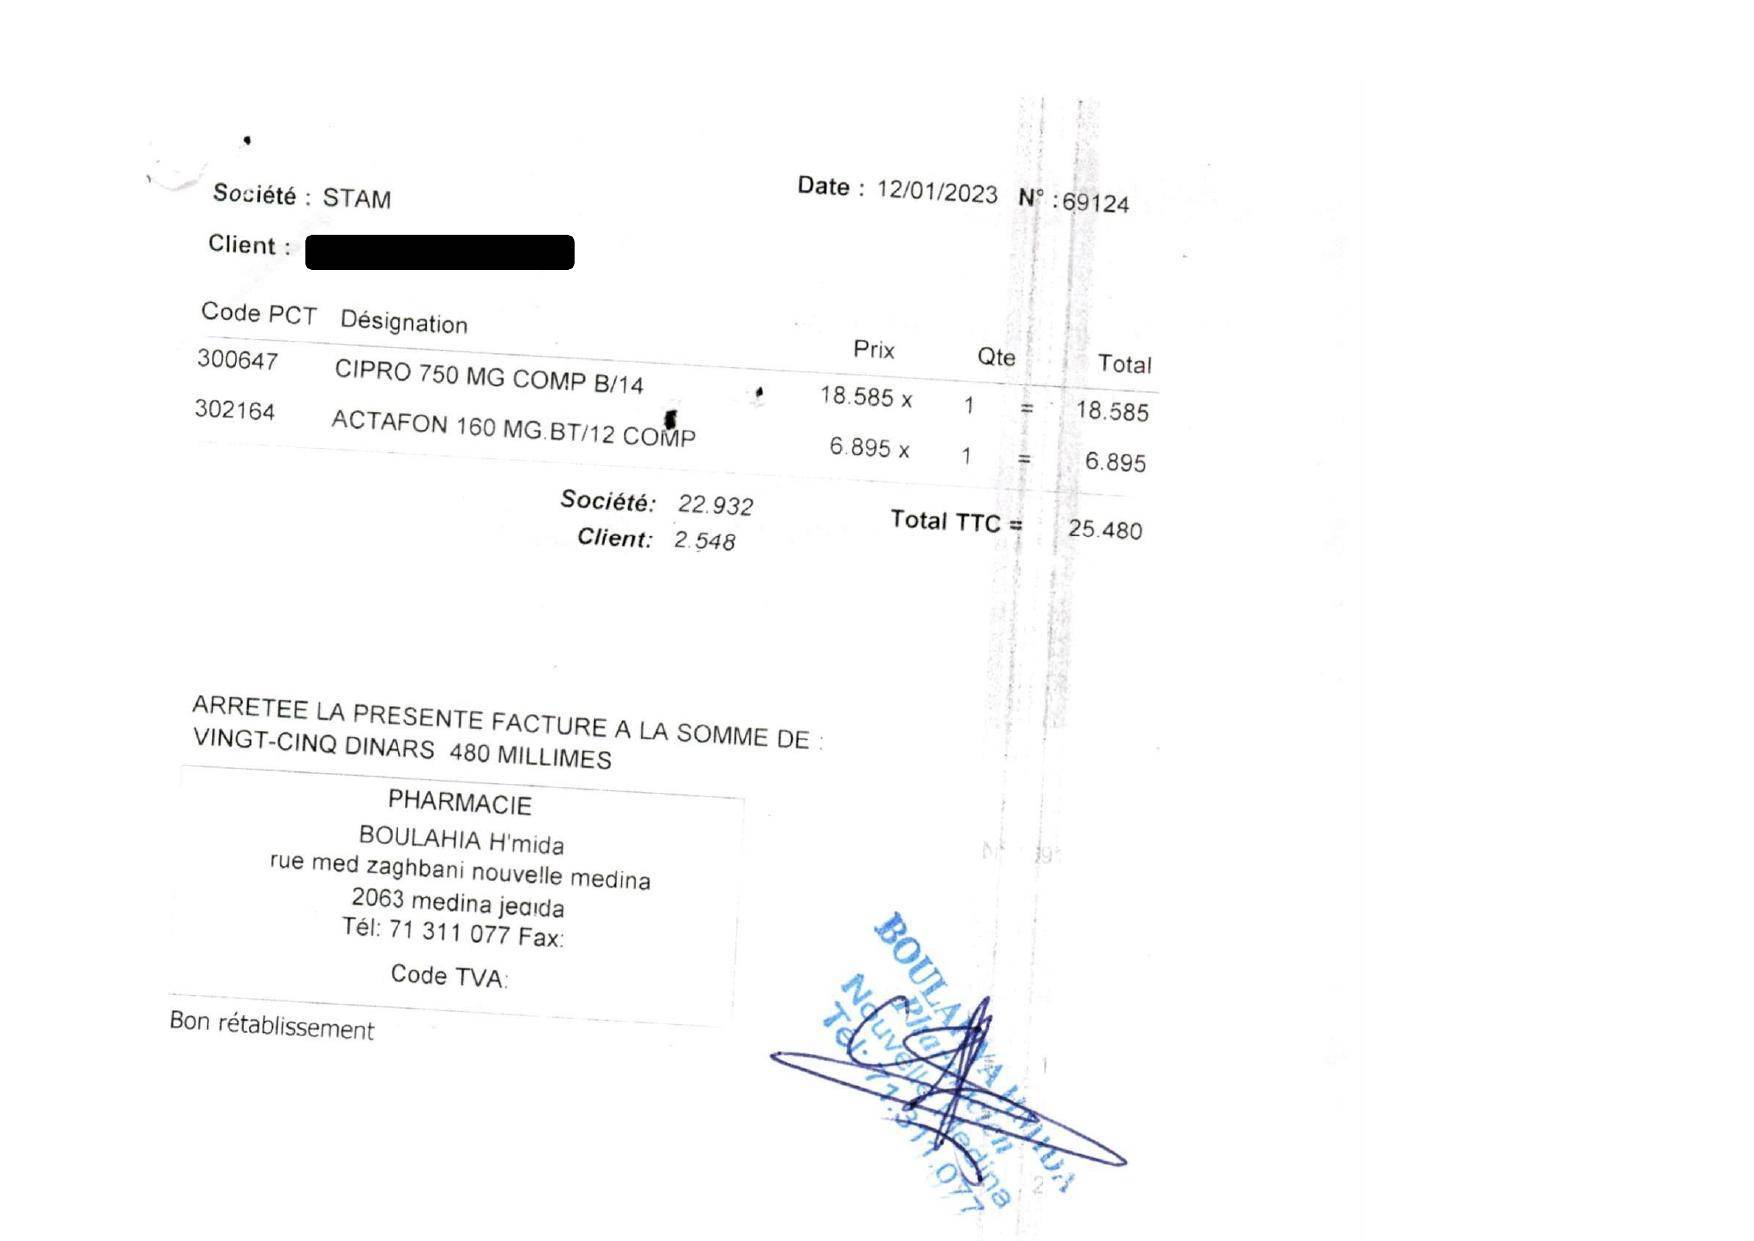 Société : STAM
Date : 12/01/2023 N° :69124
Client :
Code PCT Désignation Prix Qte Total
300647 CIPRO 750 MG COMP B/14 18.585 x 1 = 18.585
302164 ACTAFON 160 MG.BT/12 COMP 6.895 x 1 = 6.895
Société: 22.932 Total TTC = 25.480
Client: 2.548
ARRETEE LA PRESENTE FACTURE A LA SOMME DE :
VINGT-CINQ DINARS 480 MILLIMES
PHARMACIE
BOULAHIA H'mida
rue med zaghbani nouvelle medina
2063 medina jedida
Tél: 71 311 077 Fax:
Code TVA:
Bon rétablissement
Nouvelle Medina
Tél: 71.311.077